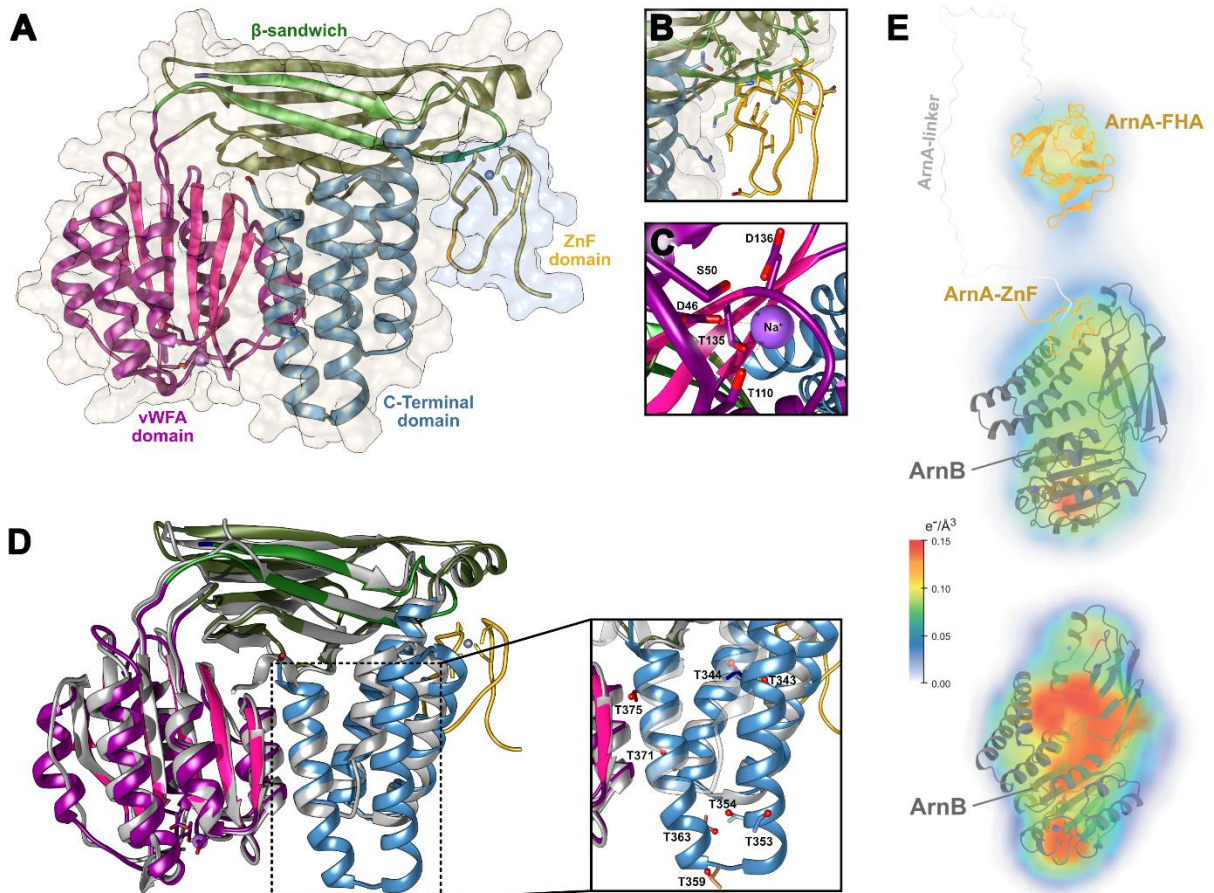 A
β-sandwich
ZnF
domain
vWFA
domain
C-Terminal
domain
B
C
D136
S50
D46
Na⁺
T135
T110
D
T344
T343
T375
T371
T354
T363
T353
T359
E
ArnA-linker
ArnA-FHA
ArnA-ZnF
ArnB
e⁻/Å³
0.15
0.10
0.05
0.00
ArnB